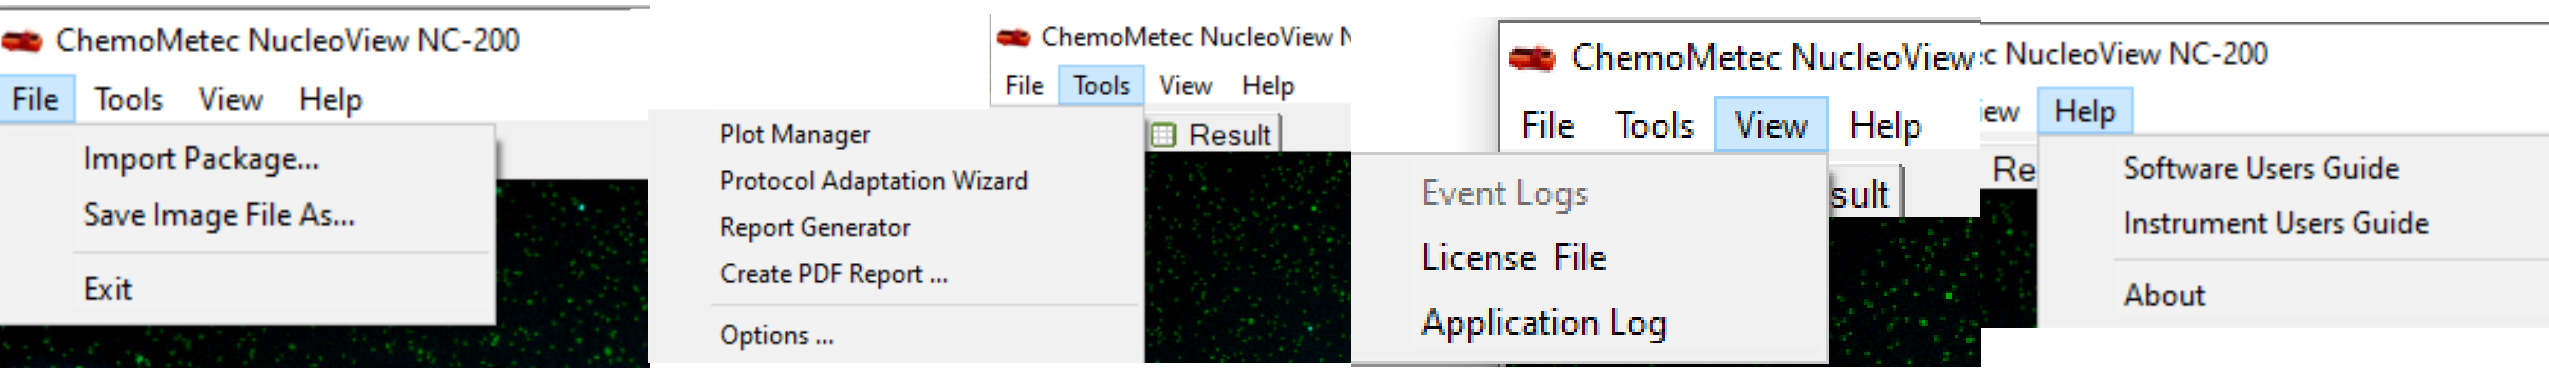 ChemoMetec NucleoView NC-200
File Tools View Help
Import Package...
Save Image File As...
Exit
ChemoMetec NucleoView N
File Tools View Help
Result
Plot Manager
Protocol Adaptation Wizard
Report Generator
Create PDF Report ...
Options ...
ChemoMetec NucleoView
File Tools View Help
sult
Event Logs
License File
Application Log
c NucleoView NC-200
ew Help
Re
Software Users Guide
Instrument Users Guide
About